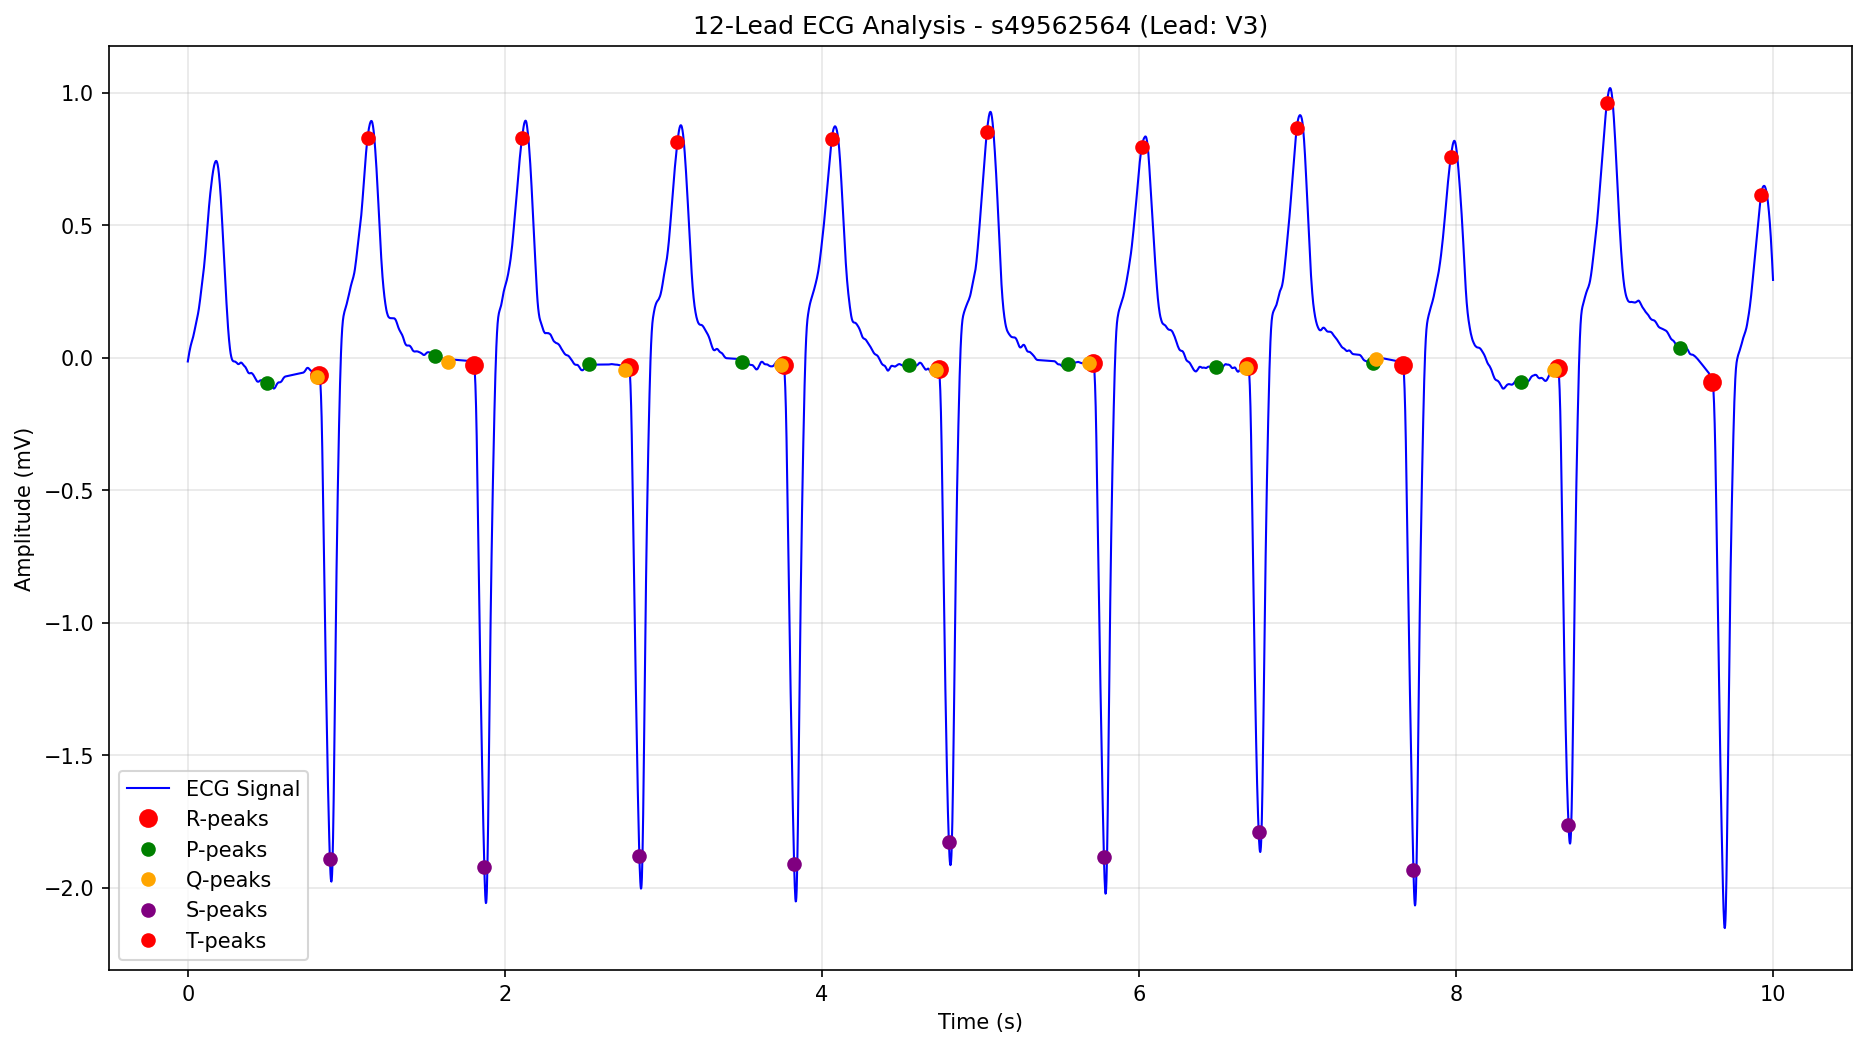 12-Lead ECG Analysis - s49562564 (Lead: V3)
1.0
0.5
0.0
−0.5
−1.0
−1.5
−2.0
Amplitude (mV)
ECG Signal
R-peaks
P-peaks
Q-peaks
S-peaks
T-peaks
0 2 4 6 8 10
Time (s)